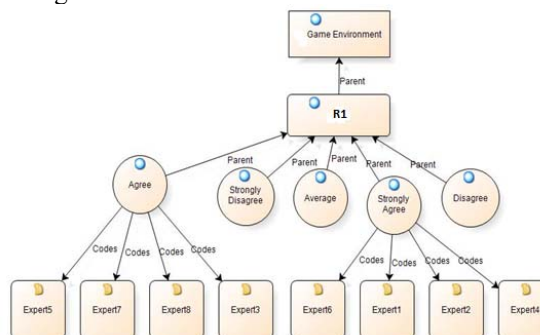 Game Environment
Parent
R1
Parent
Parent
Parent
Parent
Parent
Agree
Strongly
Disagree
Average
Strongly
Agree
Disagree
Codes
Codes
Codes
Codes
Codes
Codes
Codes
Codes
Expert5
Expert7
Expert8
Expert3
Expert6
Expert1
Expert2
Expert4